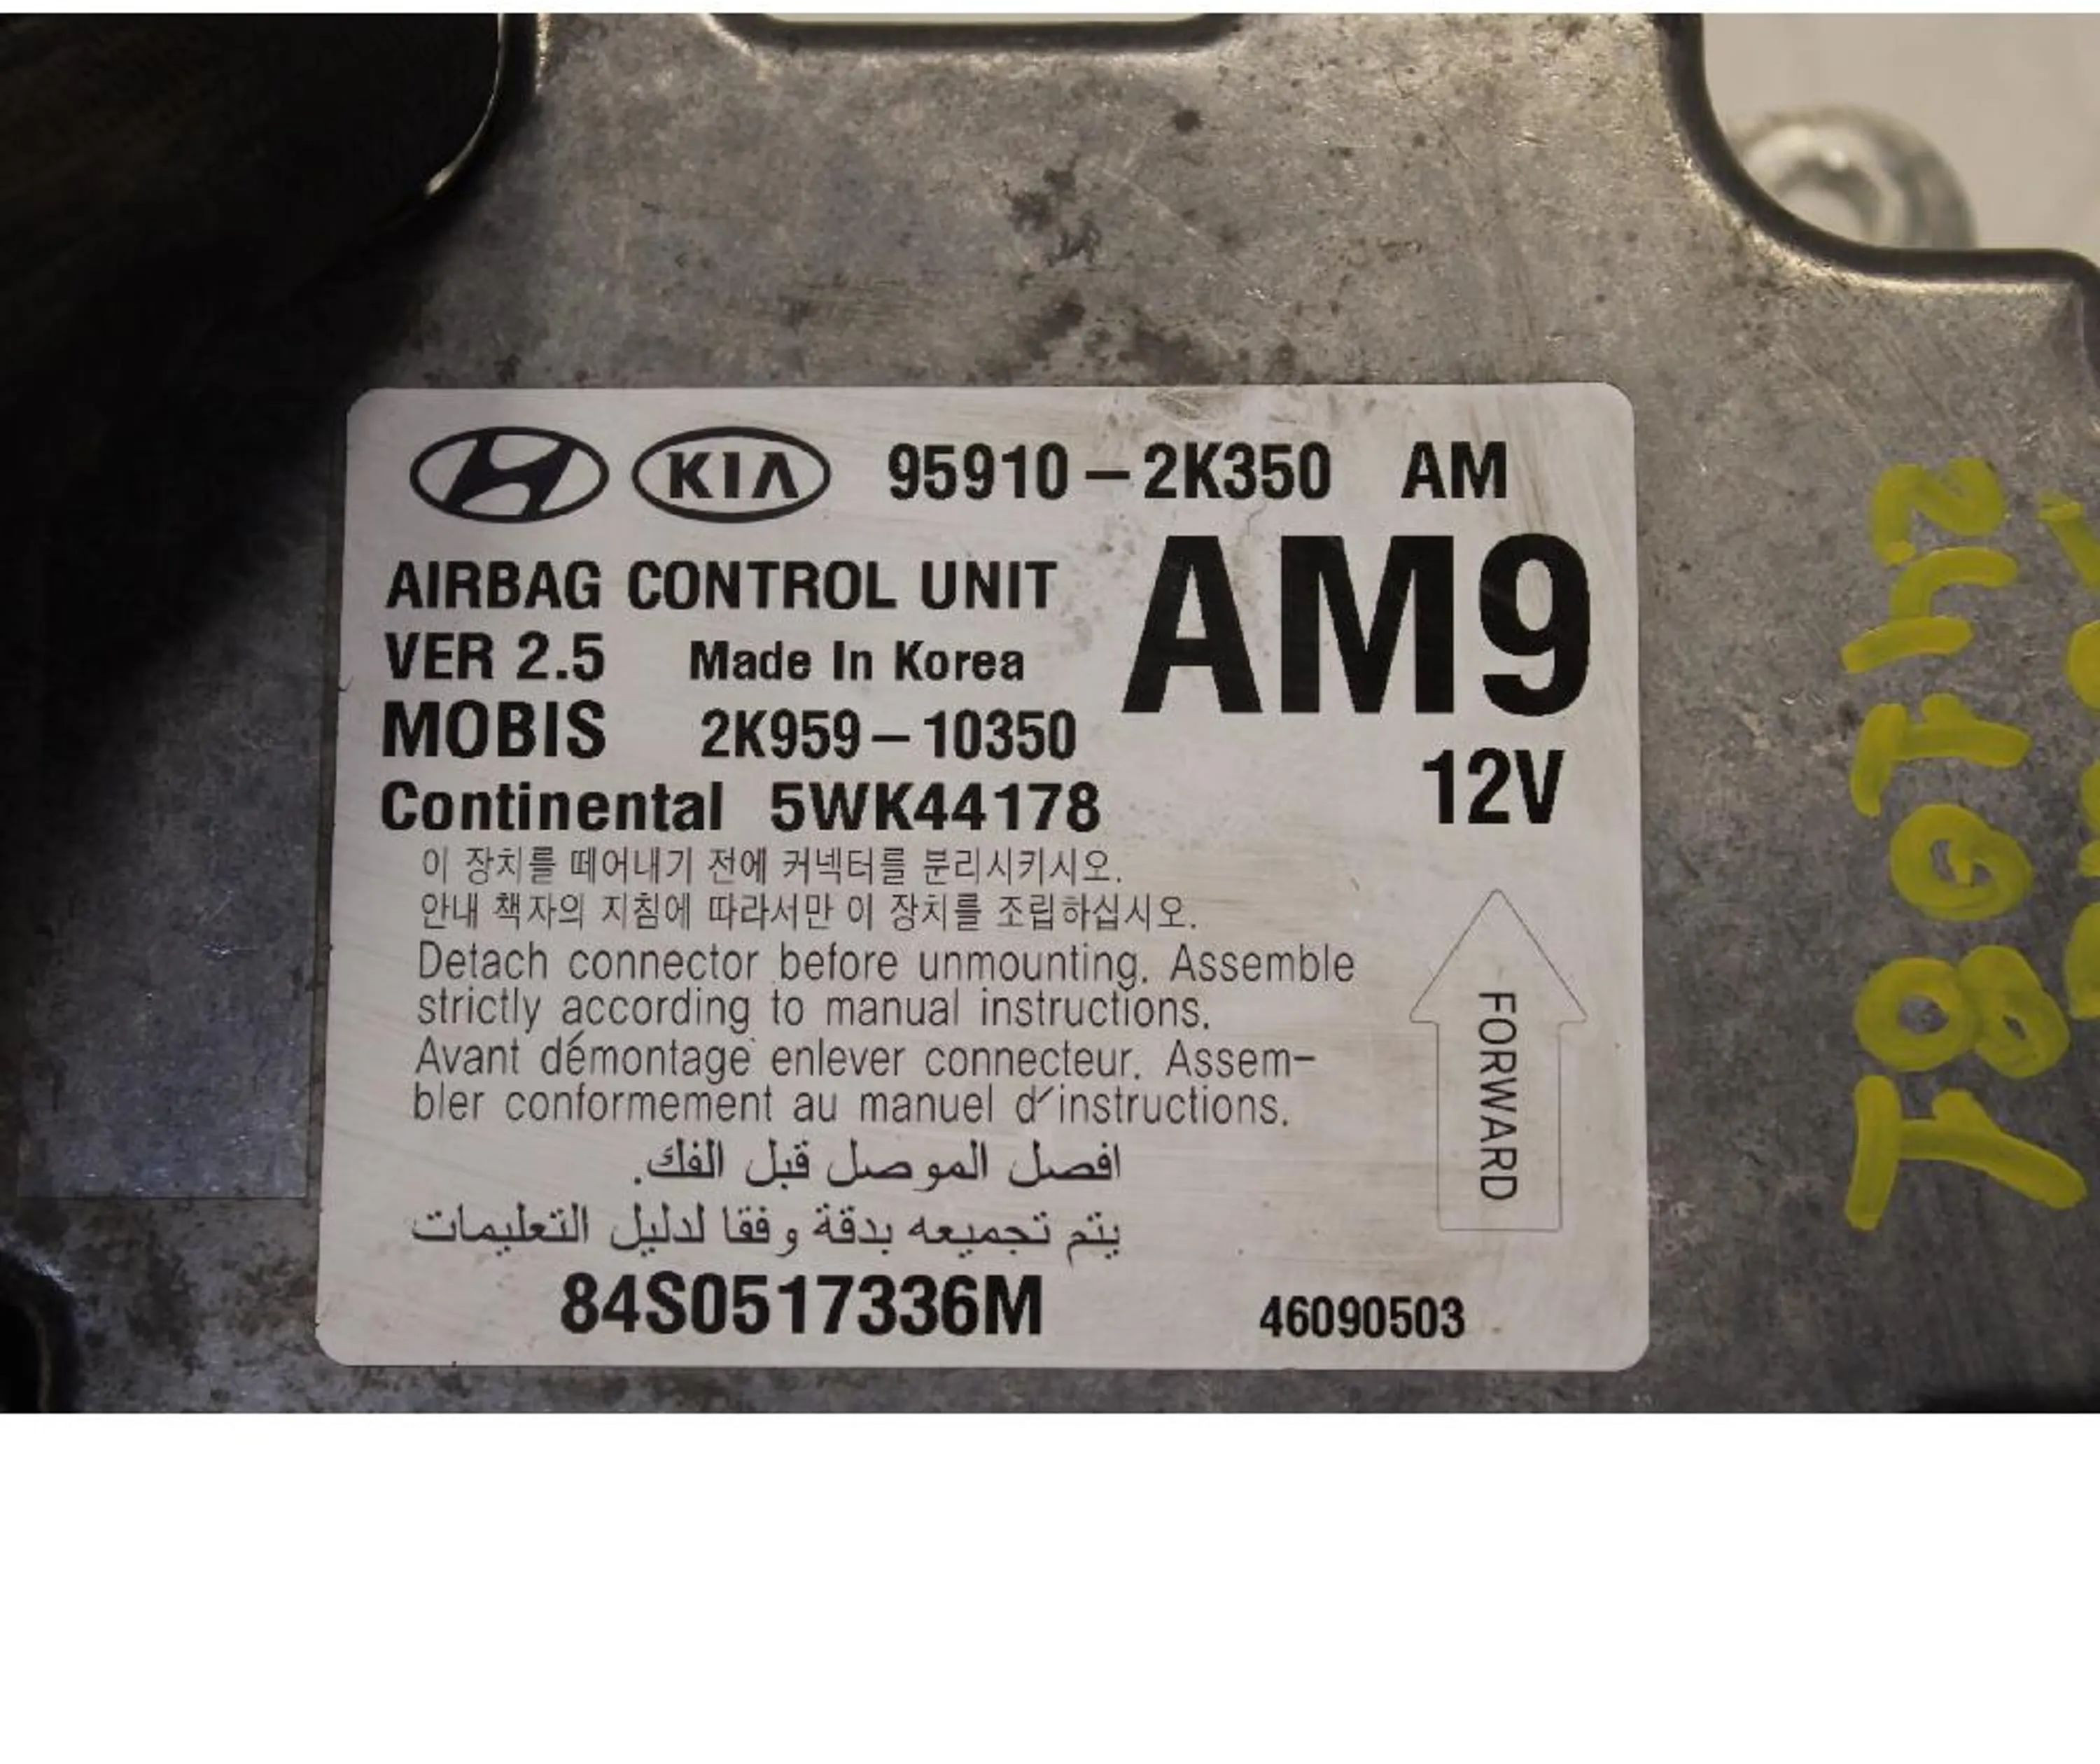 KIA 95910-2K350 AM
AIRBAG CONTROL UNIT
AM9
VER 2.5 Made In Korea
MOBIS 2K959-10350
12V
Continental 5WK44178
이 장치를 떼어내기 전에 커넥터를 분리시키시오.
안내 책자의 지침에 따라서만 이 장치를 조립하십시오.
Detach connector before unmounting. Assemble
strictly according to manual instructions.
Avant démontage enlever connecteur. Assem-
bler conformement au manuel d'instructions.
افصل الموصل قبل الفك.
يتم تجميعه بدقة وفقا لدليل التعليمات
FORWARD
84S0517336M
46090503